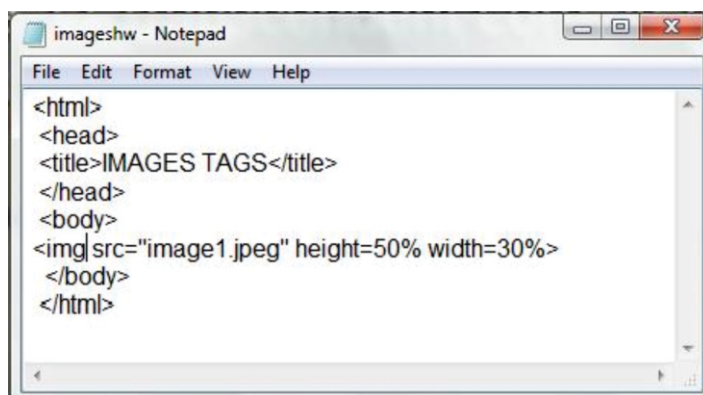 imageshw - Notepad
File Edit Format View Help
<html>
<head>
<title>IMAGES TAGS</title>
</head>
<body>
<img src="image1.jpeg" height=50% width=30%>
</body>
</html>